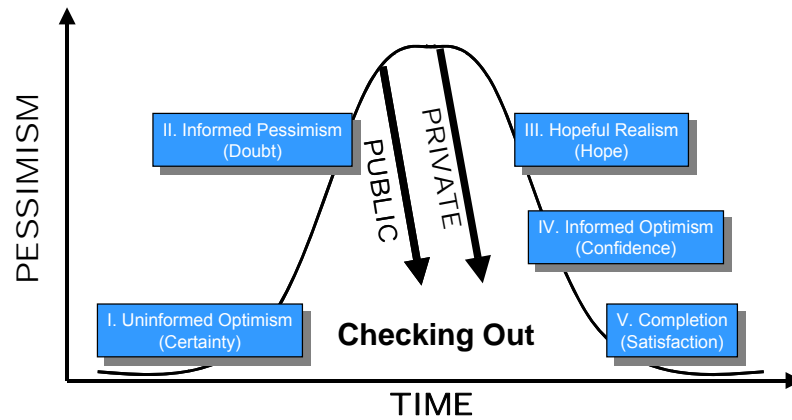 PESSIMISM
II. Informed Pessimism
(Doubt)
PUBLIC
PRIVATE
III. Hopeful Realism
(Hope)
IV. Informed Optimism
(Confidence)
I. Uninformed Optimism
(Certainty)
Checking Out
V. Completion
(Satisfaction)
TIME